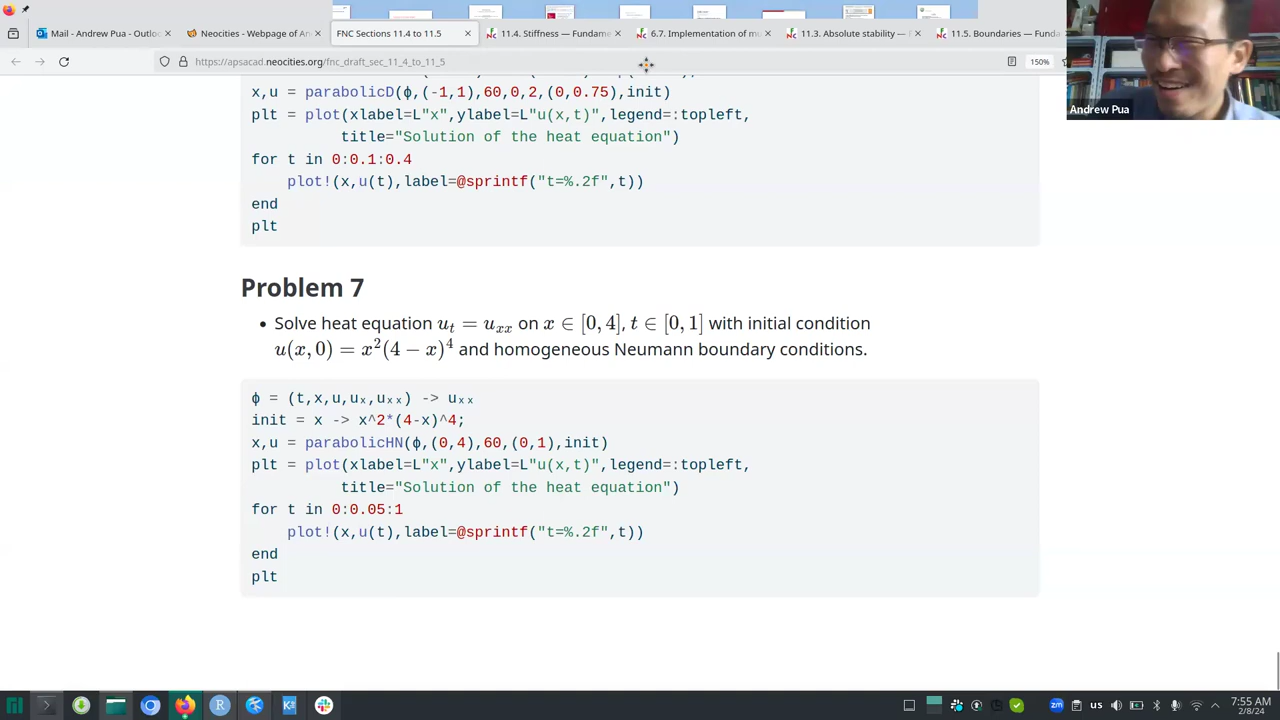 Mail - Andrew Pua - Outloo
Neocities - Webpage of An
FNC Sections 11.4 to 11.5
11.4. Stiffness — Fundame
6.7. Implementation of mu
11.3. Absolute stability —
11.5. Boundaries — Funda
https://apsacad.neocities.org/fnc_draft_sec_11_4_to_11_5
150%
Andrew Pua
x,u = parabolicD(ϕ,(-1,1),60,0,2,(0,0.75),init)
plt = plot(xlabel=L"x",ylabel=L"u(x,t)",legend=:topleft,
title="Solution of the heat equation")
for t in 0:0.1:0.4
plot!(x,u(t),label=@sprintf("t=%.2f",t))
end
plt
Problem 7
• Solve heat equation uₜ = uₓₓ on x ∈ [0, 4], t ∈ [0, 1] with initial condition
u(x, 0) = x²(4 − x)⁴ and homogeneous Neumann boundary conditions.
ϕ = (t,x,u,uₓ,uₓₓ) -> uₓₓ
init = x -> x^2*(4-x)^4;
x,u = parabolicHN(ϕ,(0,4),60,(0,1),init)
plt = plot(xlabel=L"x",ylabel=L"u(x,t)",legend=:topleft,
title="Solution of the heat equation")
for t in 0:0.05:1
plot!(x,u(t),label=@sprintf("t=%.2f",t))
end
plt
us
7:55 AM
2/8/24